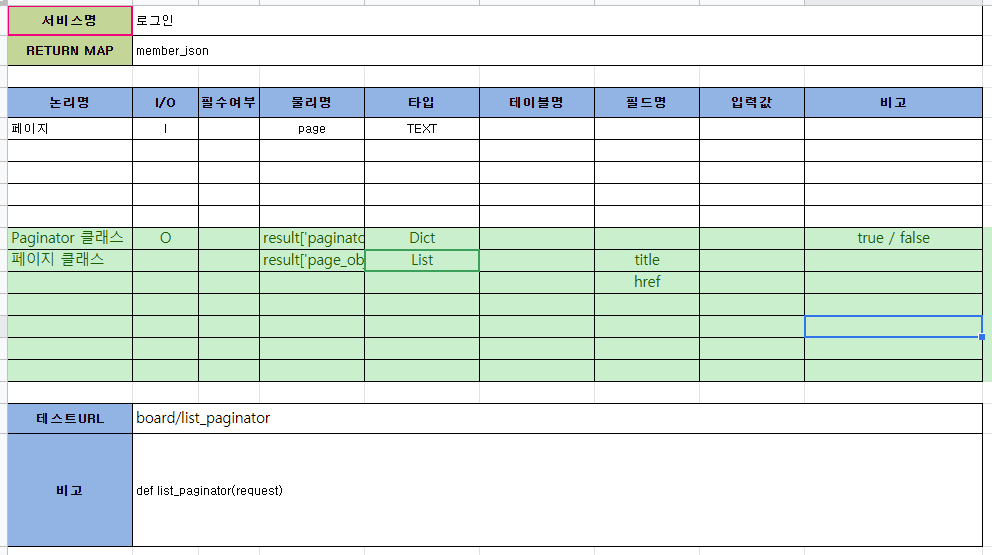 서비스명 로그인
RETURN MAP member_json
논리명 I/O 필수여부 물리명 타입 테이블명 필드명 입력값 비고
페이지 I page TEXT
Paginator 클래스 O result['paginato Dict true / false
페이지 클래스 result['page_ob List title
href
테스트URL board/list_paginator
비고 def list_paginator(request)